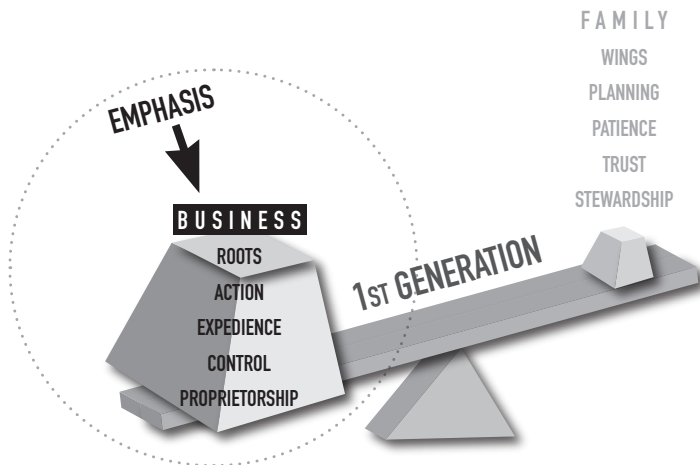 EMPHASIS
BUSINESS
ROOTS
ACTION
EXPEDIENCE
CONTROL
PROPRIETORSHIP
1ST GENERATION
FAMILY
WINGS
PLANNING
PATIENCE
TRUST
STEWARDSHIP